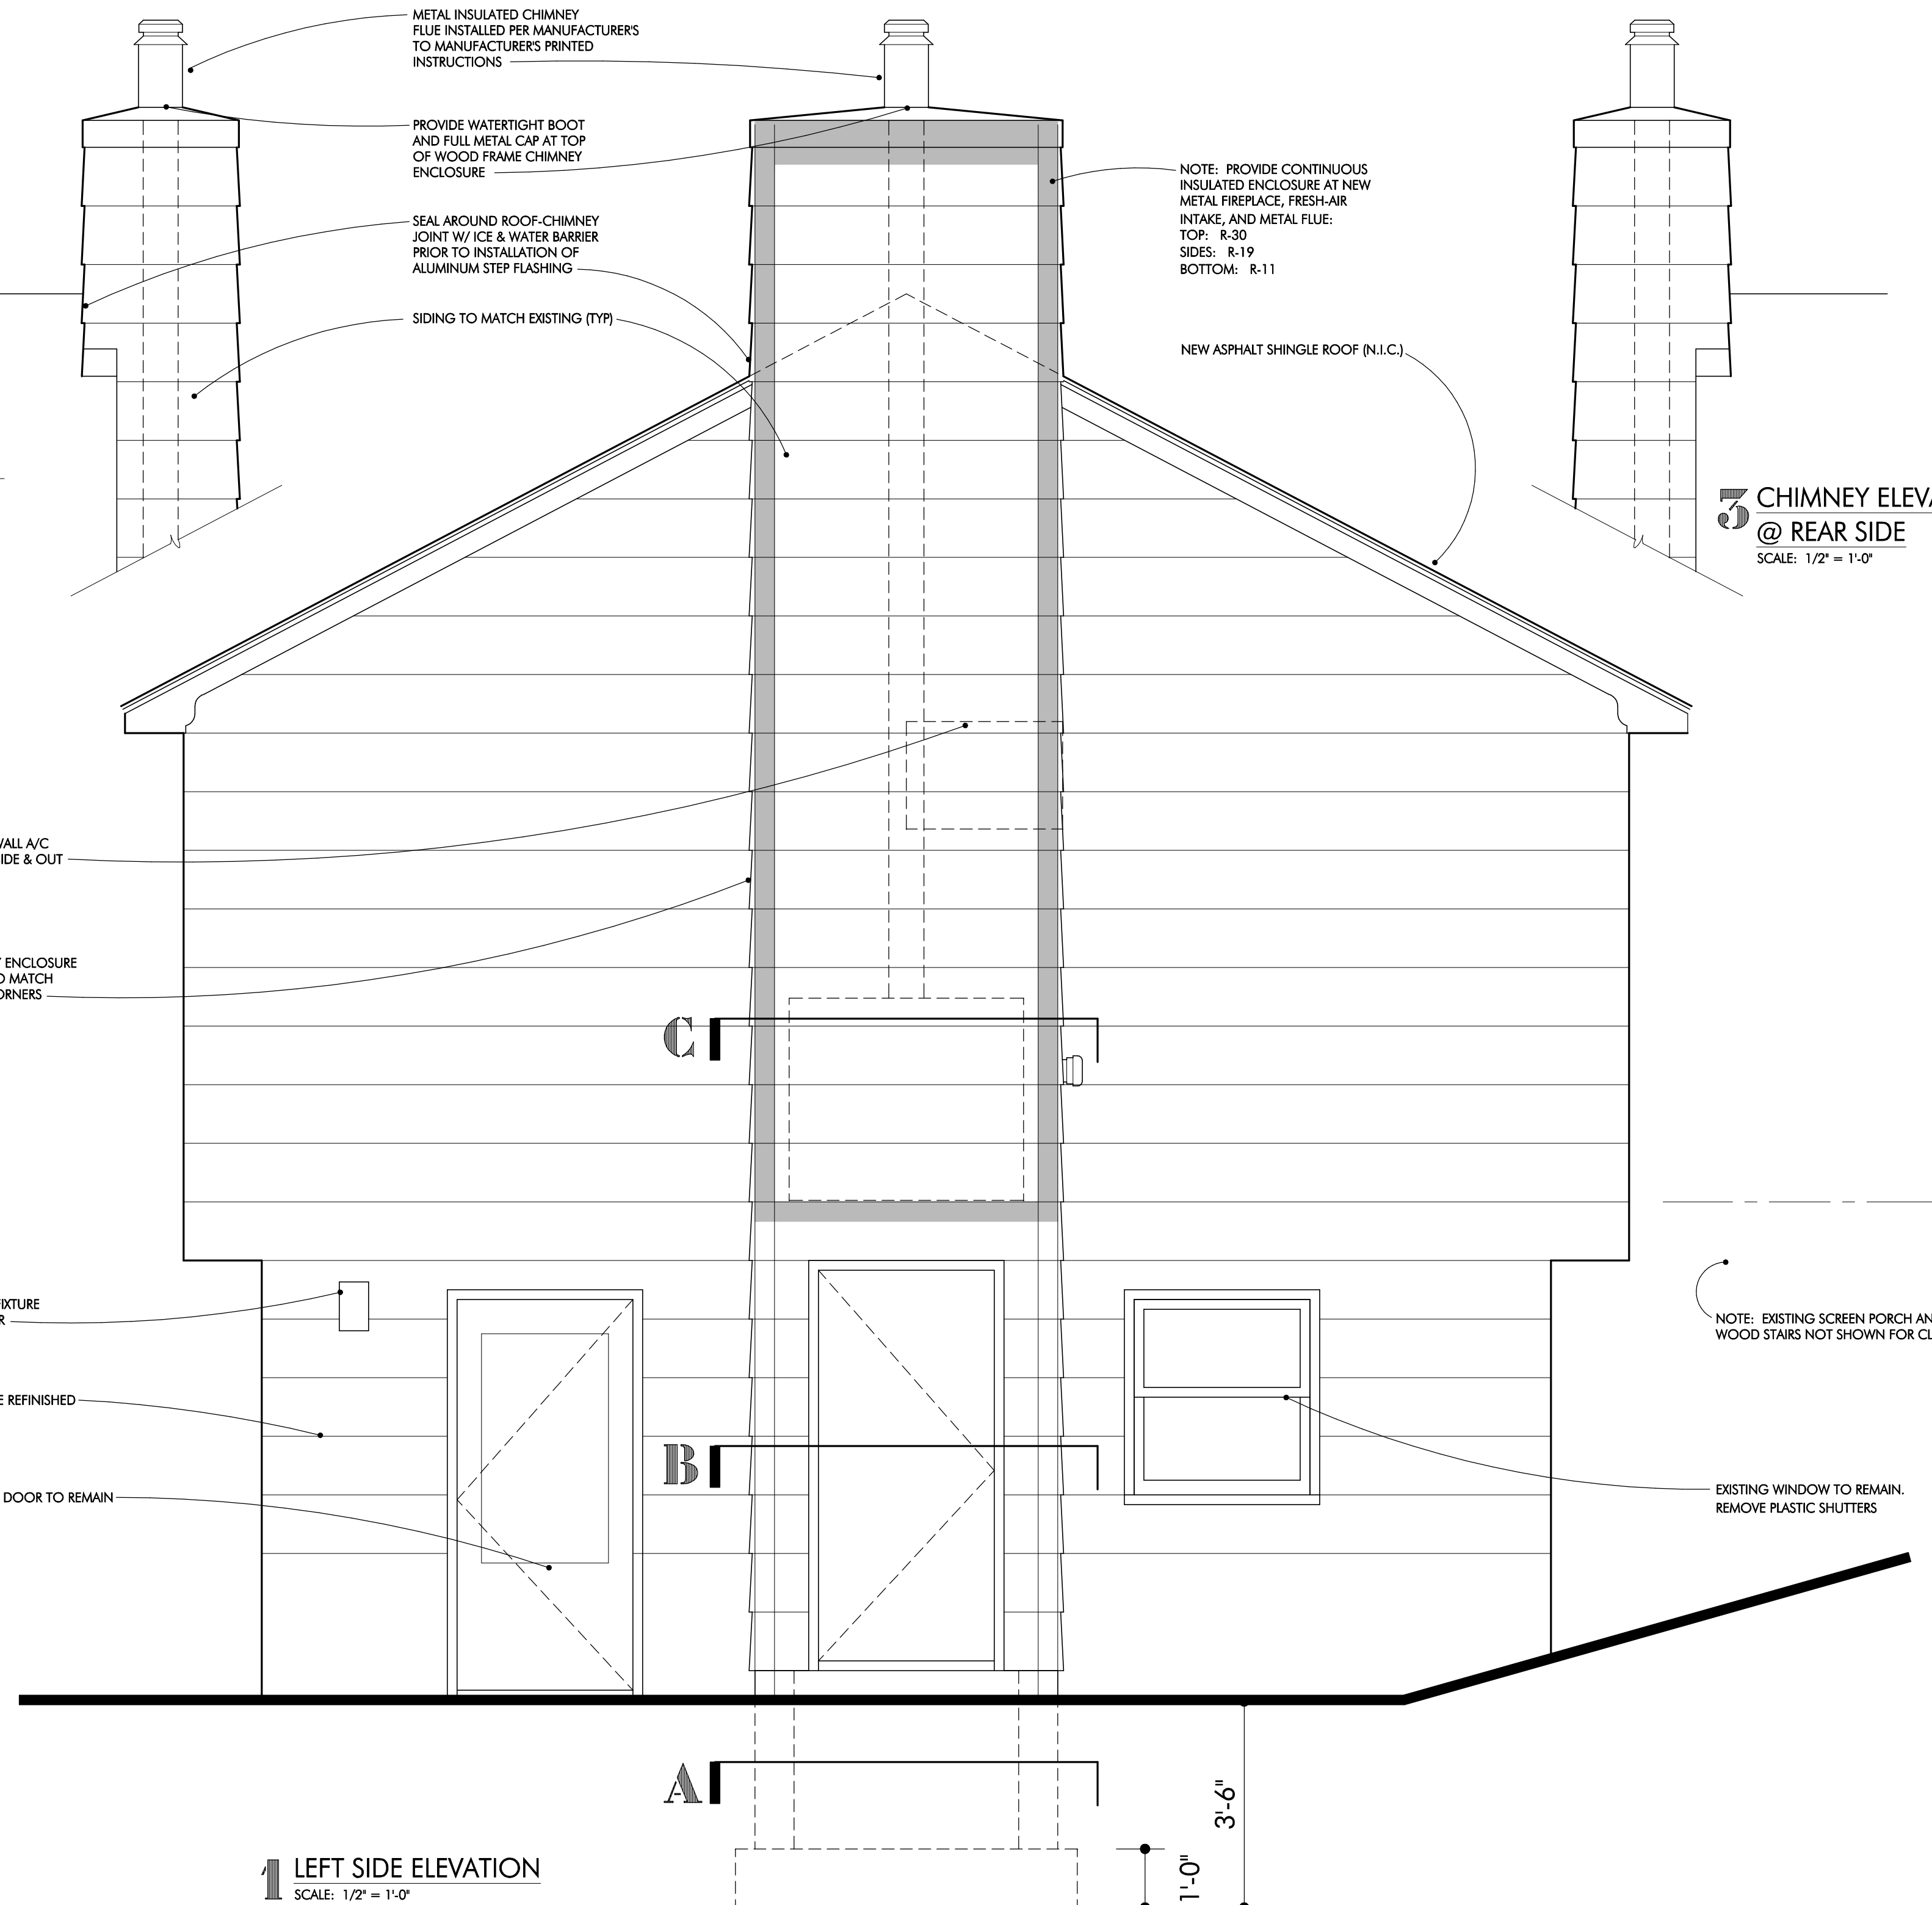 METAL INSULATED CHIMNEY
FLUE INSTALLED PER MANUFACTURER'S
TO MANUFACTURER'S PRINTED
INSTRUCTIONS
PROVIDE WATERTIGHT BOOT
AND FULL METAL CAP AT TOP
OF WOOD FRAME CHIMNEY
ENCLOSURE
SEAL AROUND ROOF-CHIMNEY
JOINT W/ ICE & WATER BARRIER
PRIOR TO INSTALLATION OF
ALUMINUM STEP FLASHING
SIDING TO MATCH EXISTING (TYP)
NOTE: PROVIDE CONTINUOUS
INSULATED ENCLOSURE AT NEW
METAL FIREPLACE, FRESH-AIR
INTAKE, AND METAL FLUE:
TOP: R-30
SIDES: R-19
BOTTOM: R-11
NEW ASPHALT SHINGLE ROOF (N.I.C.)
3 CHIMNEY ELEVA
@ REAR SIDE
SCALE: 1/2" = 1'-0"
WALL A/C
IDE & OUT
ENCLOSURE
MATCH
ORNERS
C
IXTURE
R
NOTE: EXISTING SCREEN PORCH AN
WOOD STAIRS NOT SHOWN FOR CL
E REFINISHED
B
DOOR TO REMAIN
EXISTING WINDOW TO REMAIN.
REMOVE PLASTIC SHUTTERS
A
3'-6"
1'-0"
1 LEFT SIDE ELEVATION
SCALE: 1/2" = 1'-0"